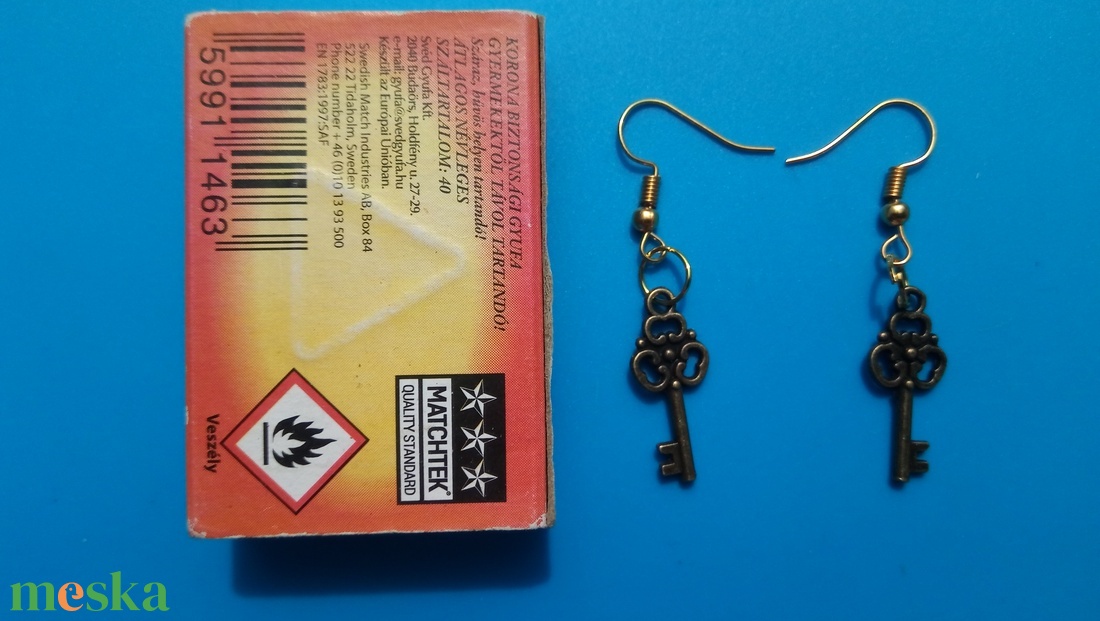 KORONA BIZTONSÁGI GYUFA
GYERMEKEKTŐL TÁVOL TARTANDÓ!
Száraz, hűvös helyen tartandó!
ÁTLAGOS NÉVLEGES
SZÁLTARTALOM: 40
Svéd Gyufa Kft.
2040 Budaörs, Holdfény u. 27-29.
e-mail: gyufa@svedgyufa.hu
Készült az Európai Unióban.
Swedish Match Industries AB, Box 84
522 22 Tidaholm, Sweden
Phone number + 46 (0)10 13 93 500
EN 1783:1997:SAF
5991 1463
MATCHTEK®
QUALITY STANDARD
Veszély
meska